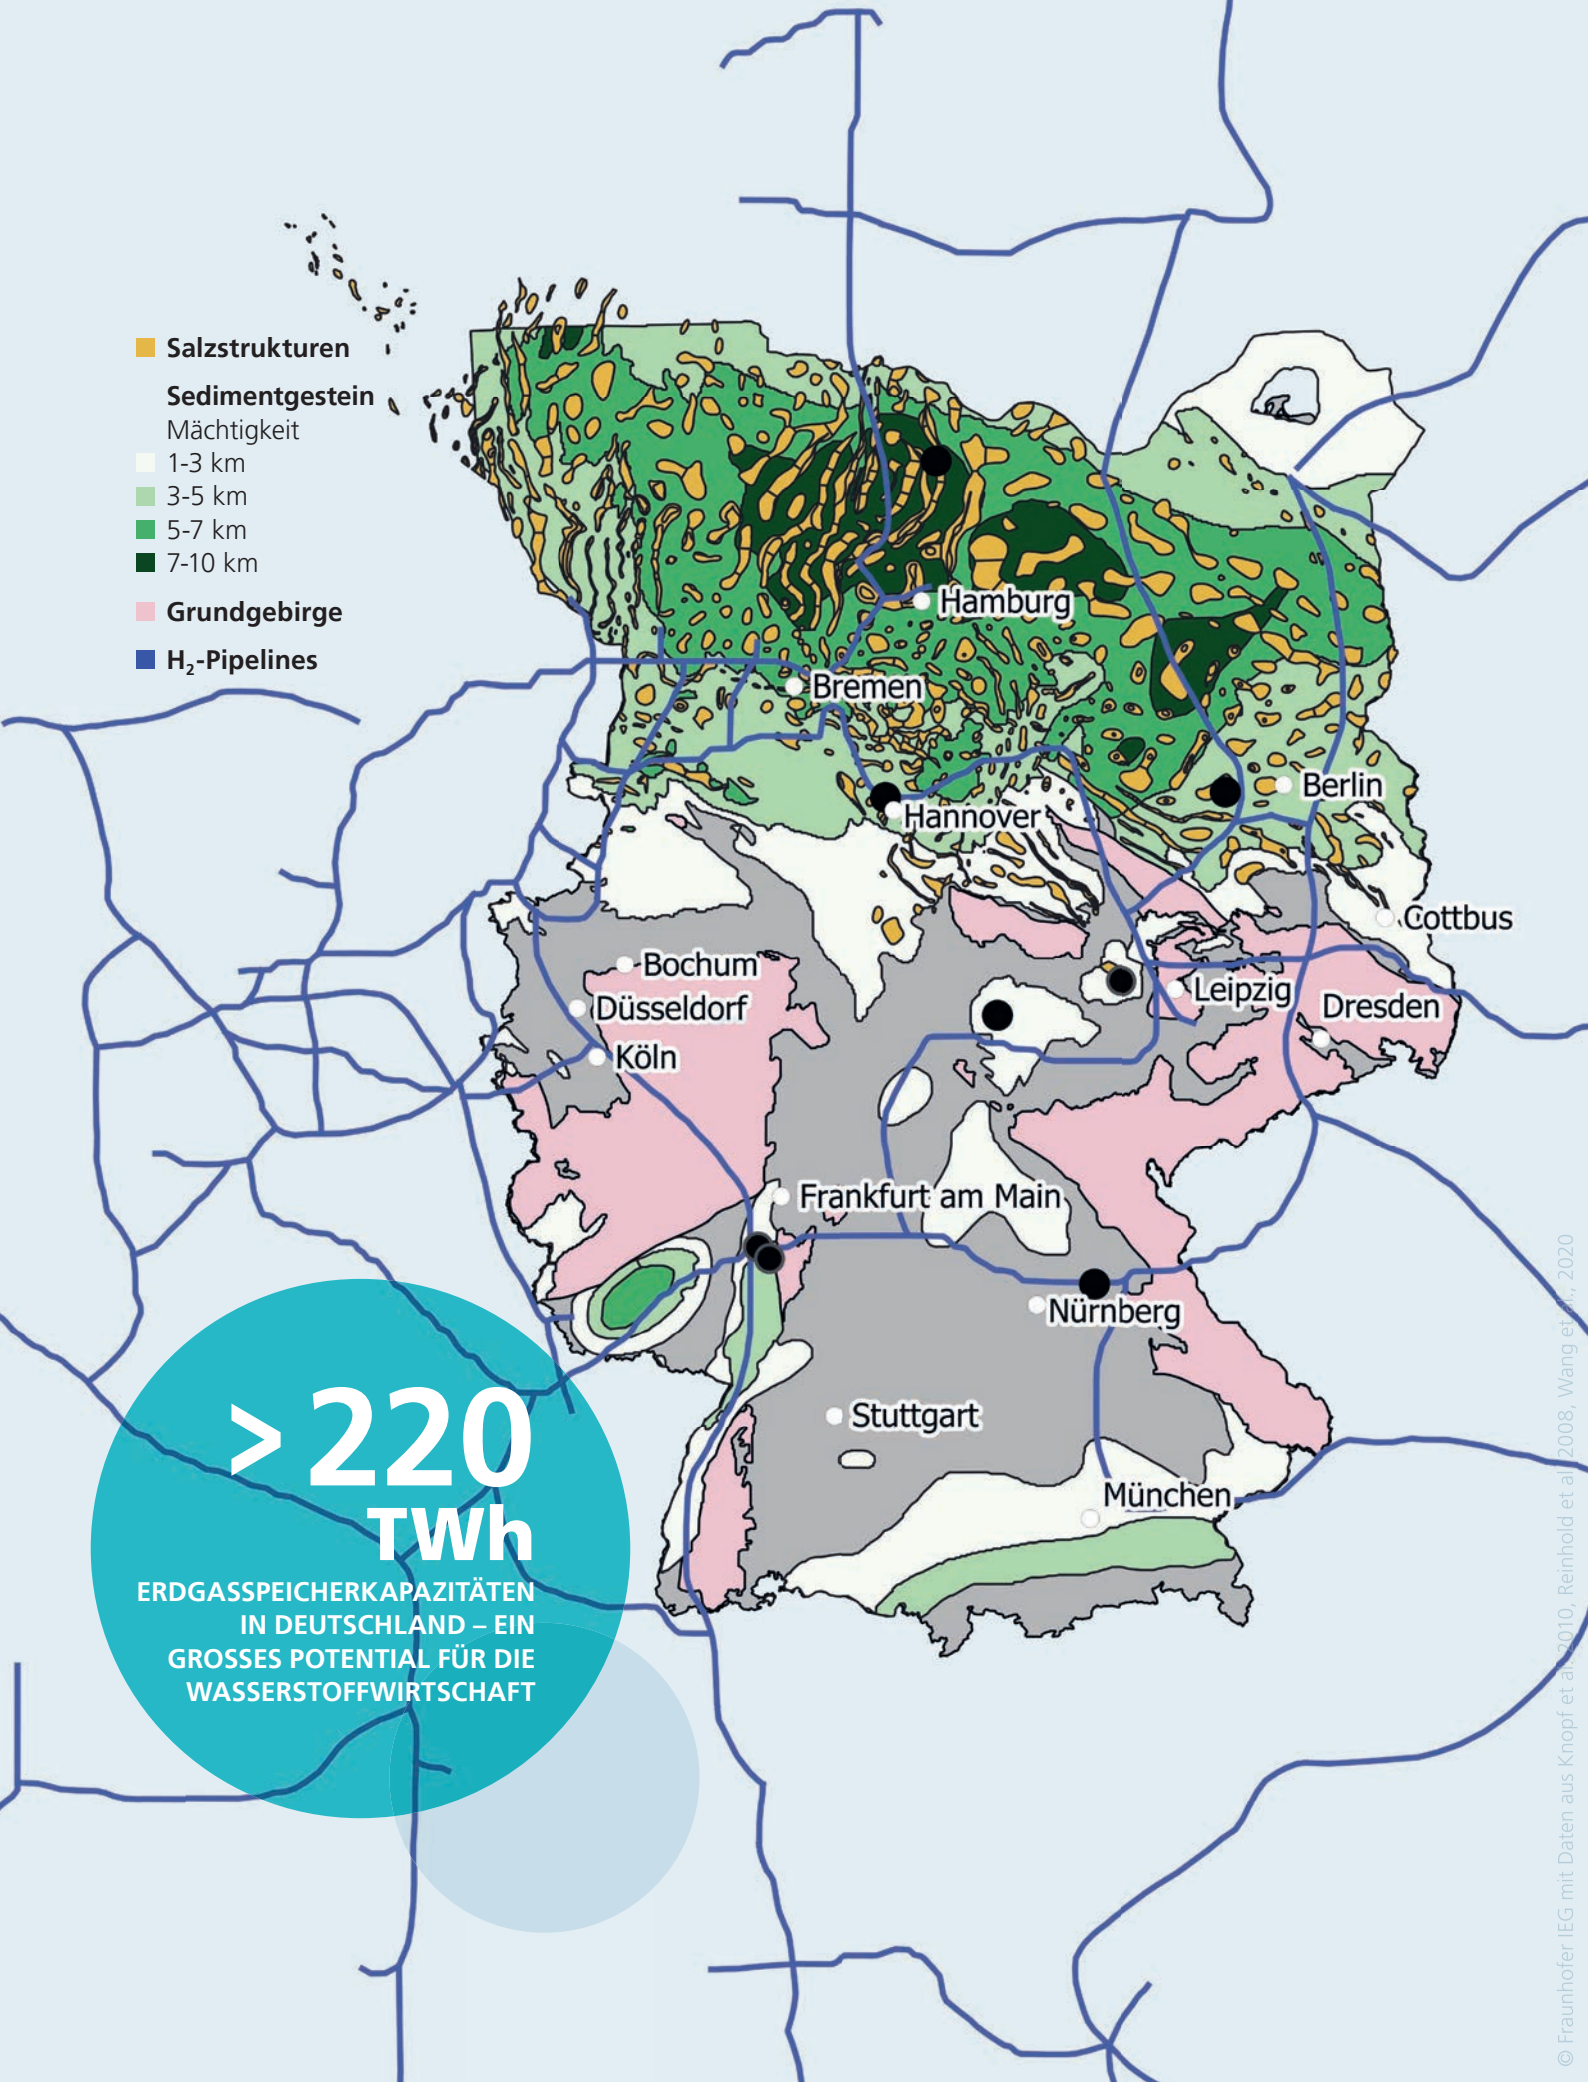 Salzstrukturen
Sedimentgestein
Mächtigkeit
1-3 km
3-5 km
5-7 km
7-10 km
Grundgebirge
H₂-Pipelines
Hamburg
Bremen
Berlin
Hannover
Cottbus
Bochum
Leipzig
Düsseldorf
Dresden
Köln
Frankfurt am Main
Nürnberg
Stuttgart
München
> 220
TWh
ERDGASSPEICHERKAPAZITÄTEN
IN DEUTSCHLAND – EIN
GROSSES POTENTIAL FÜR DIE
WASSERSTOFFWIRTSCHAFT
© Fraunhofer IEG mit Daten aus Knopf et al. 2010, Reinhold et al 2008, Wang et al., 2020